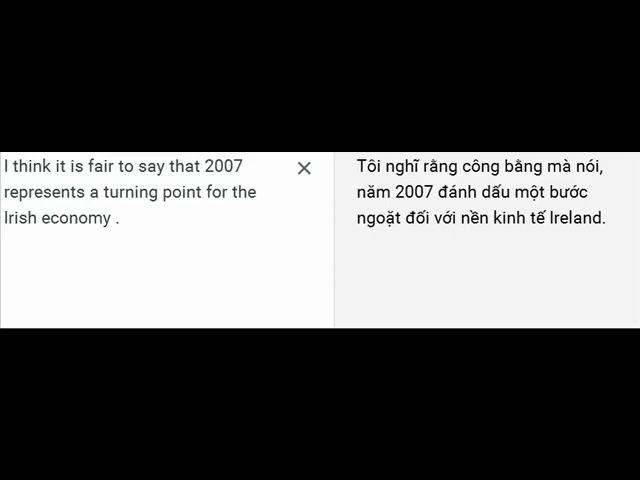 I think it is fair to say that 2007
represents a turning point for the
Irish economy .
Tôi nghĩ rằng công bằng mà nói,
năm 2007 đánh dấu một bước
ngoặt đối với nền kinh tế Ireland.